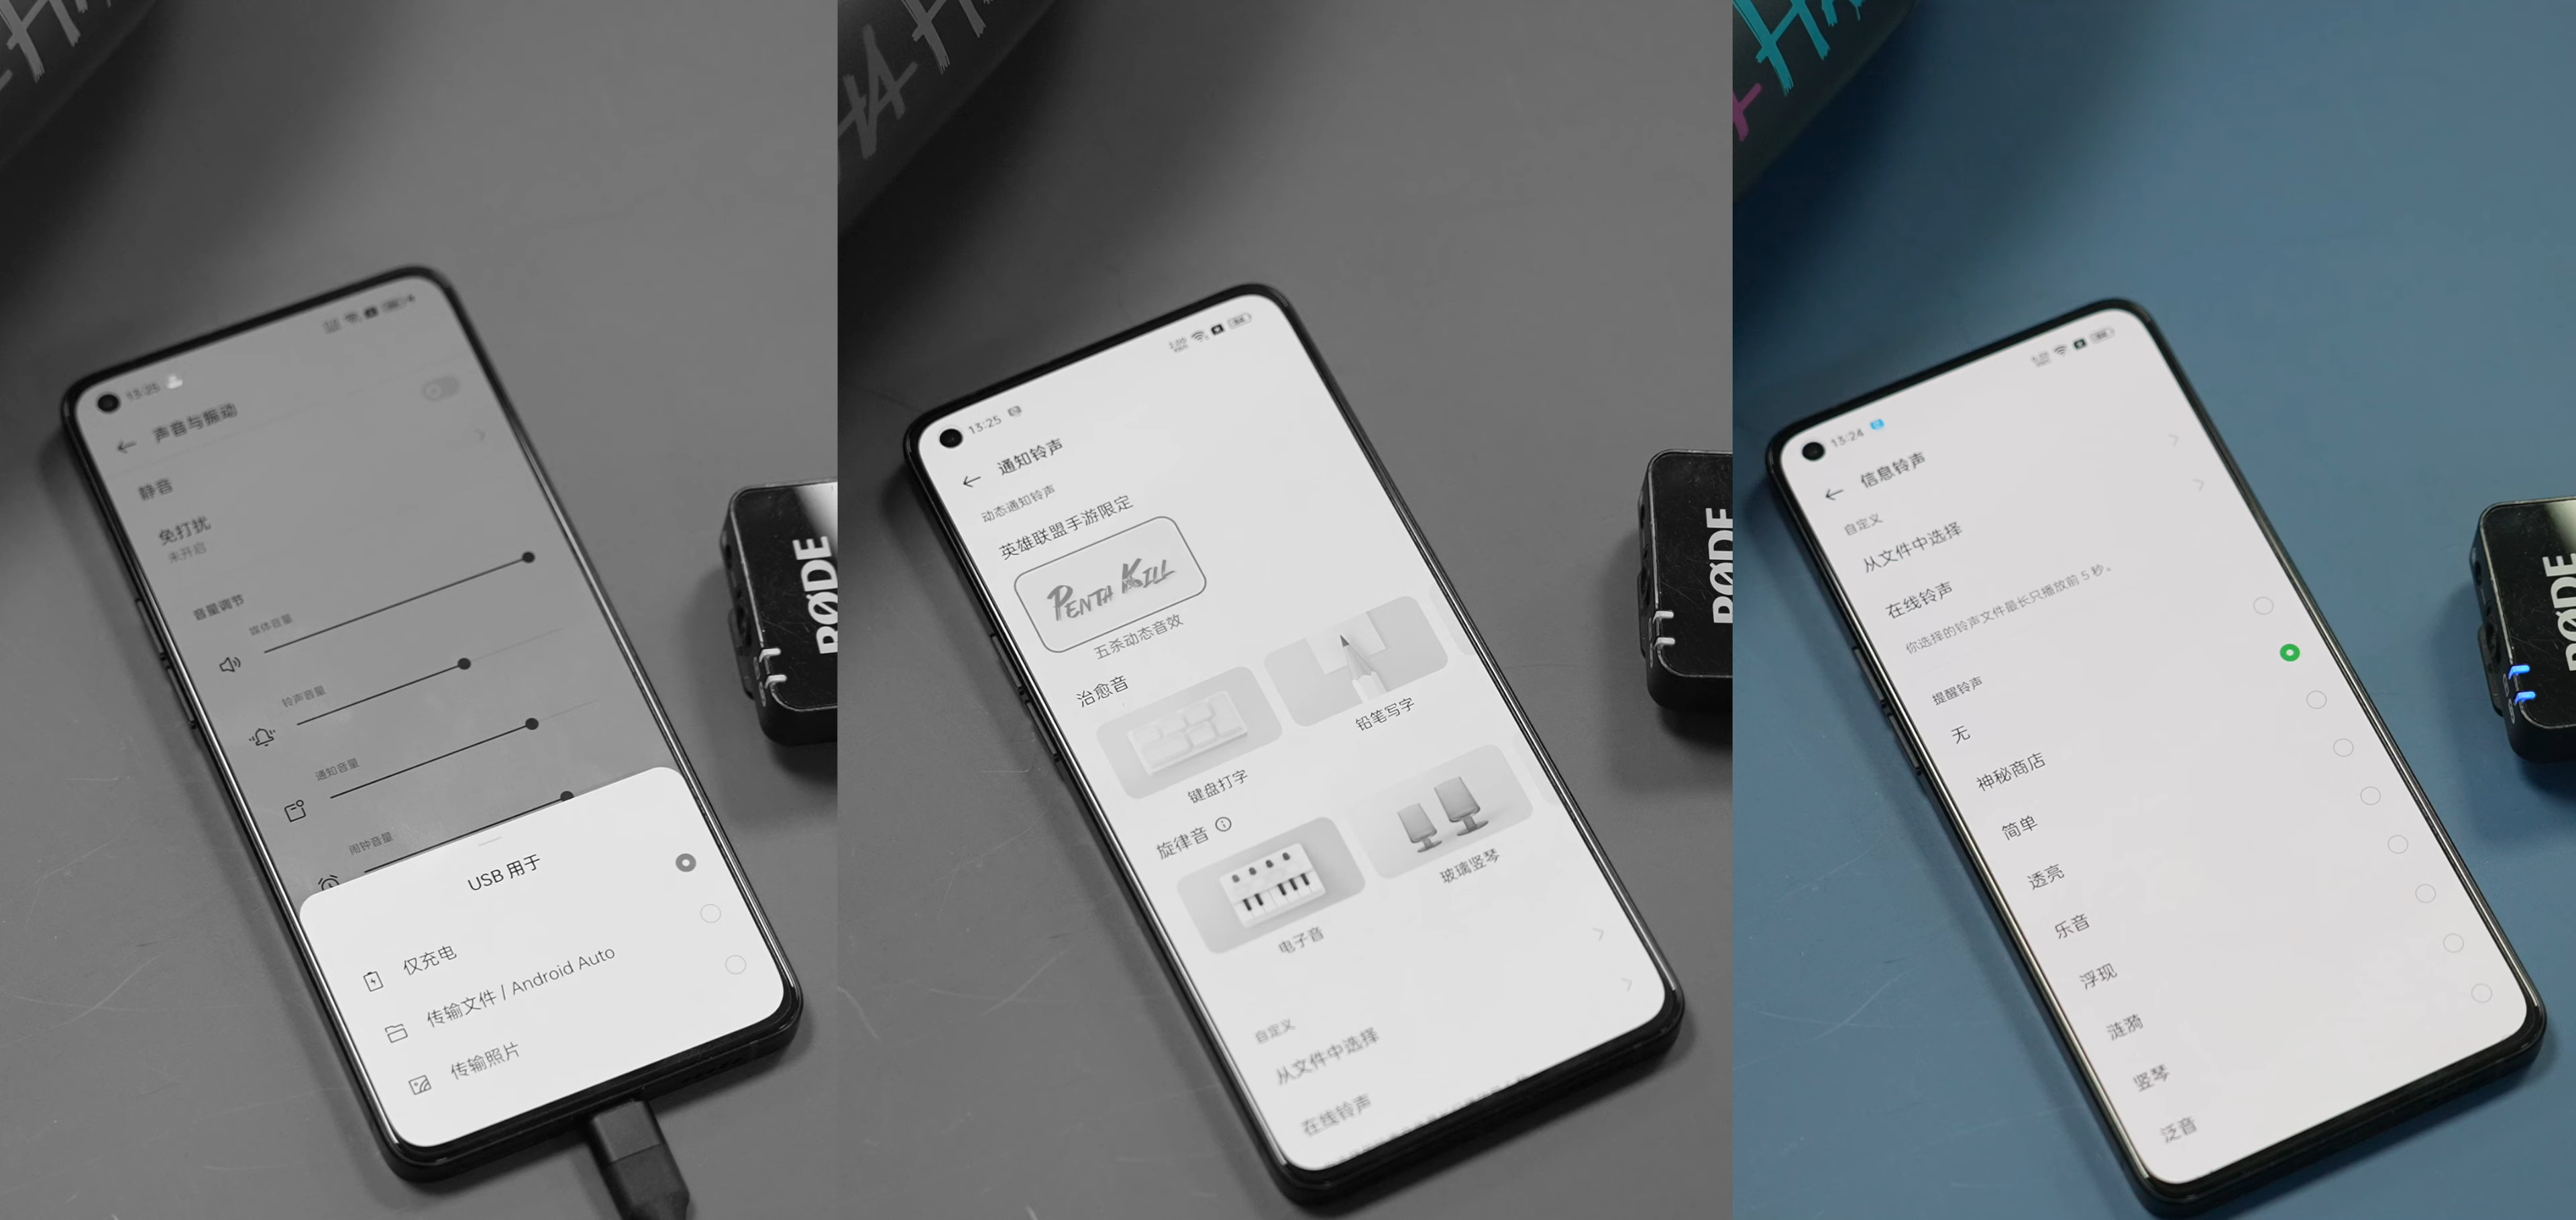 13:25
声音与振动
静音
免打扰
未开启
音量调节
媒体音量
铃声音量
通知音量
闹钟音量
USB 用于
仅充电
传输文件 / Android Auto
传输照片
RØDE
13:25
通知铃声
动态通知铃声
英雄联盟手游限定
PENTA KILL
五杀动态音效
治愈音
键盘打字
铅笔写字
旋律音
电子音
玻璃竖琴
自定义
从文件中选择
在线铃声
RØDE
13:24
信息铃声
自定义
从文件中选择
在线铃声
你选择的铃声文件最长只播放前 5 秒。
提醒铃声
无
神秘商店
简单
透亮
乐音
浮现
涟漪
竖琴
泛音
RØDE